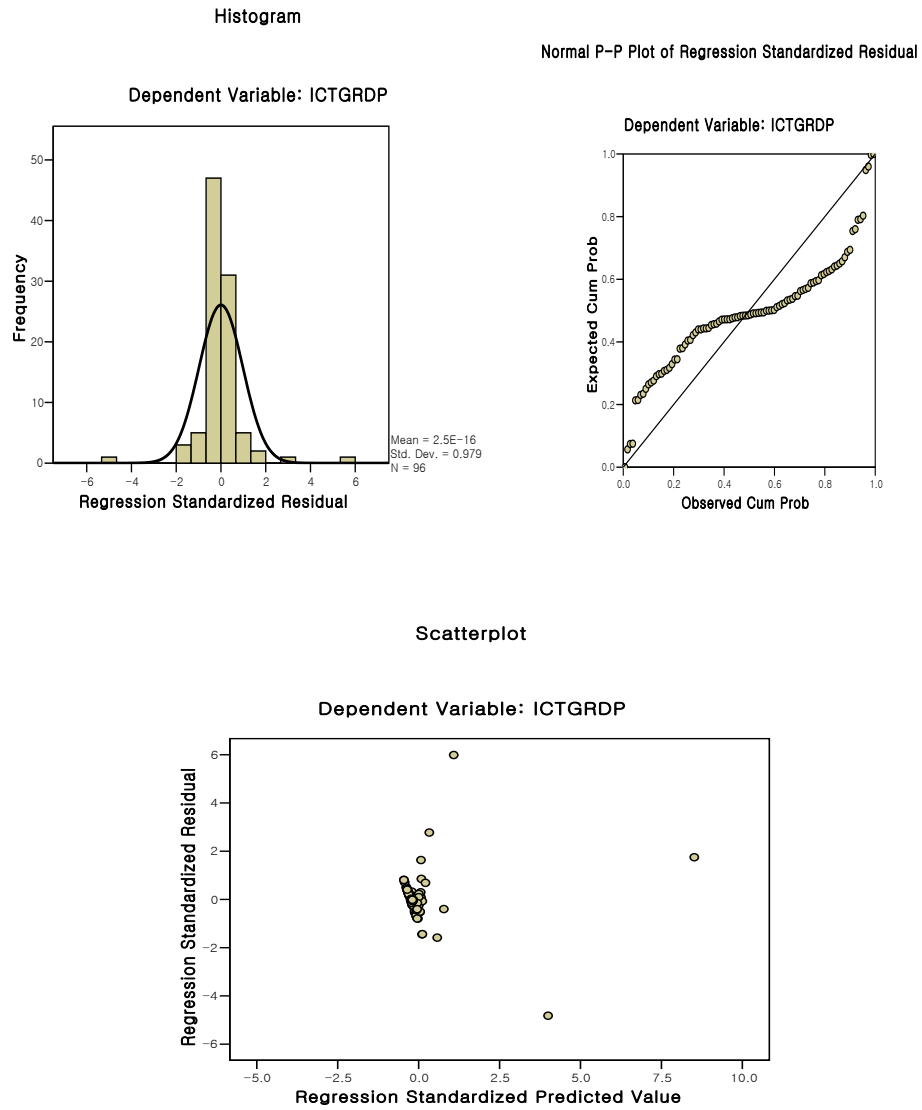 Histogram
Dependent Variable: ICTGRDP
50
40
30
20
10
0
Frequency
-6 -4 -2 0 2 4 6
Regression Standardized Residual
Mean = 2.5E-16
Std. Dev. = 0.979
N = 96
Normal P-P Plot of Regression Standardized Residual
Dependent Variable: ICTGRDP
1.0
0.8
0.6
0.4
0.2
0.0
Expected Cum Prob
0.0 0.2 0.4 0.6 0.8 1.0
Observed Cum Prob
Scatterplot
Dependent Variable: ICTGRDP
6
4
2
0
-2
-4
-6
Regression Standardized Residual
-5.0 -2.5 0.0 2.5 5.0 7.5 10.0
Regression Standardized Predicted Value